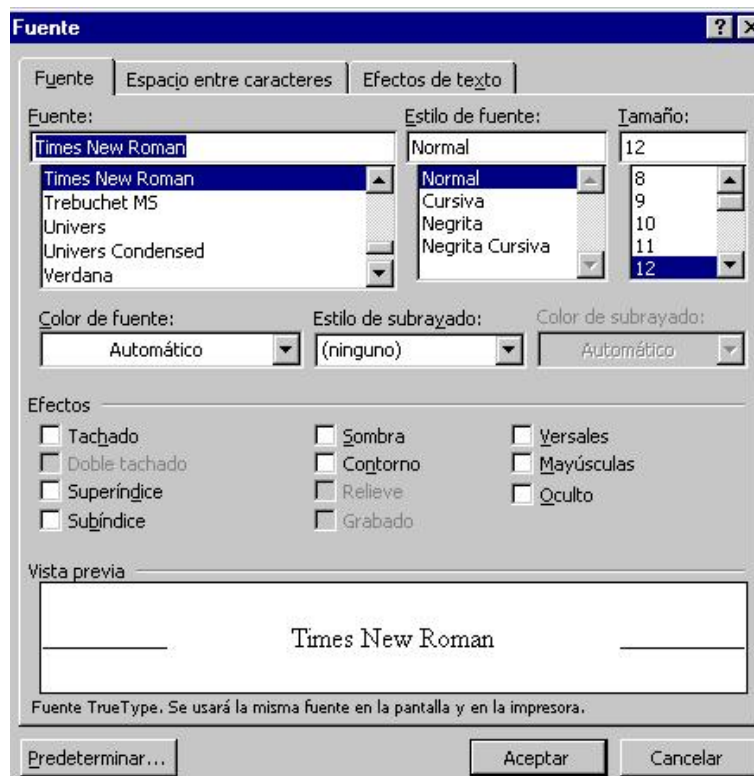 Fuente
Fuente Espacio entre caracteres Efectos de texto
Fuente: Estilo de fuente: Tamaño:
Times New Roman Normal 12
Times New Roman Normal 8
Trebuchet MS Cursiva 9
Univers Negrita 10
Univers Condensed Negrita Cursiva 11
Verdana 12
Color de fuente: Estilo de subrayado: Color de subrayado:
Automático (ninguno) Automático
Efectos
Tachado Sombra Versales
Doble tachado Contorno Mayúsculas
Superíndice Relieve Oculto
Subíndice Grabado
Vista previa
Times New Roman
Fuente TrueType. Se usará la misma fuente en la pantalla y en la impresora.
Predeterminar... Aceptar Cancelar